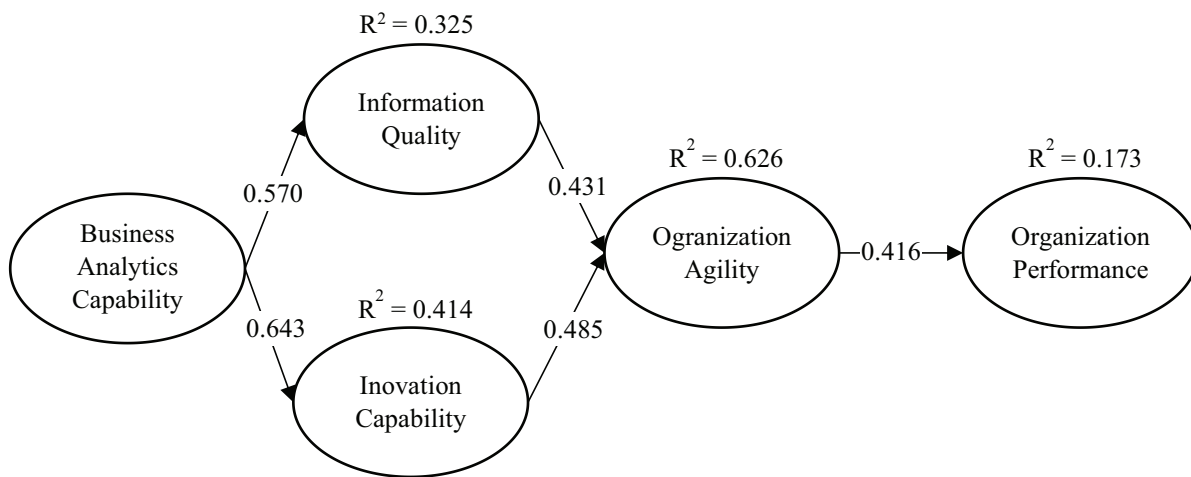 R² = 0.325
Information
Quality
0.570
Business
Analytics
Capability
0.643
R² = 0.414
Inovation
Capability
0.431
0.485
R² = 0.626
Ogranization
Agility
0.416
R² = 0.173
Organization
Performance